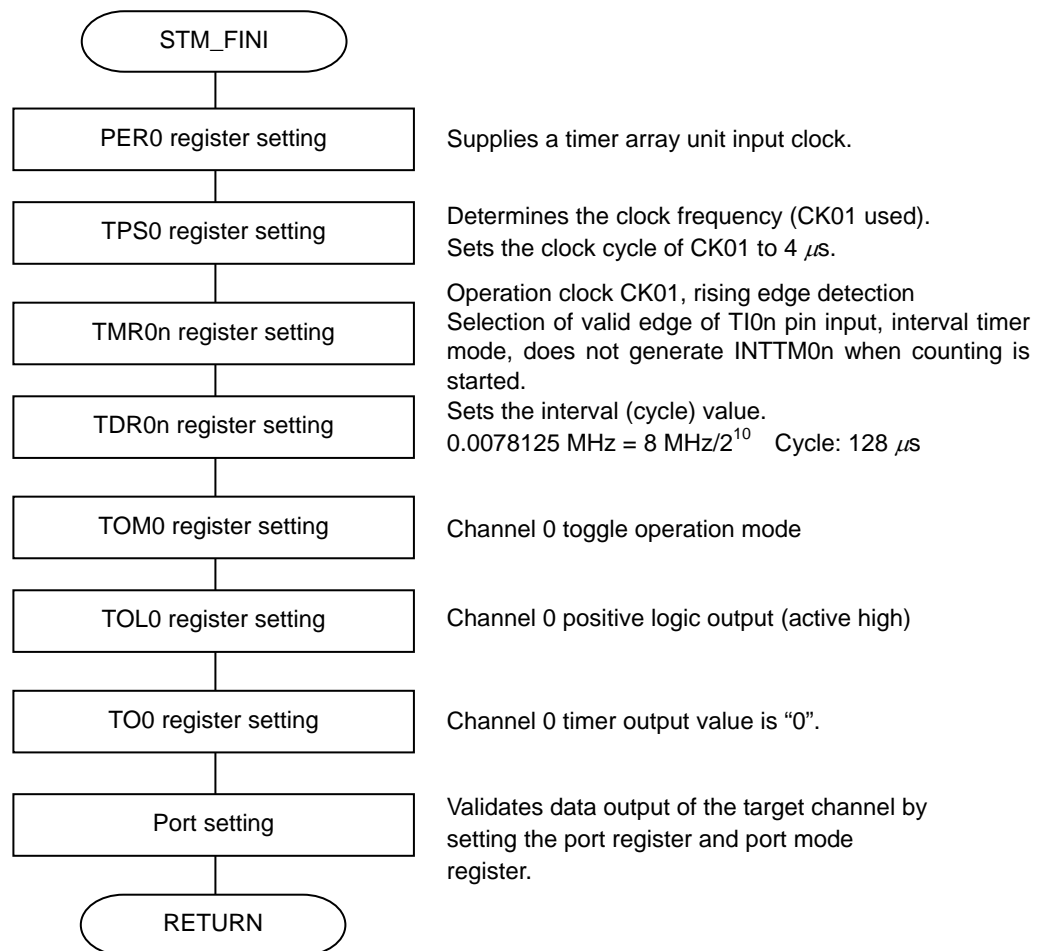 STM_FINI
PER0 register setting
Supplies a timer array unit input clock.
TPS0 register setting
Determines the clock frequency (CK01 used).
Sets the clock cycle of CK01 to 4 μs.
TMR0n register setting
Operation clock CK01, rising edge detection
Selection of valid edge of TI0n pin input, interval timer
mode, does not generate INTTM0n when counting is
started.
TDR0n register setting
Sets the interval (cycle) value.
0.0078125 MHz = 8 MHz/2¹⁰ Cycle: 128 μs
TOM0 register setting
Channel 0 toggle operation mode
TOL0 register setting
Channel 0 positive logic output (active high)
TO0 register setting
Channel 0 timer output value is “0”.
Port setting
Validates data output of the target channel by
setting the port register and port mode
register.
RETURN